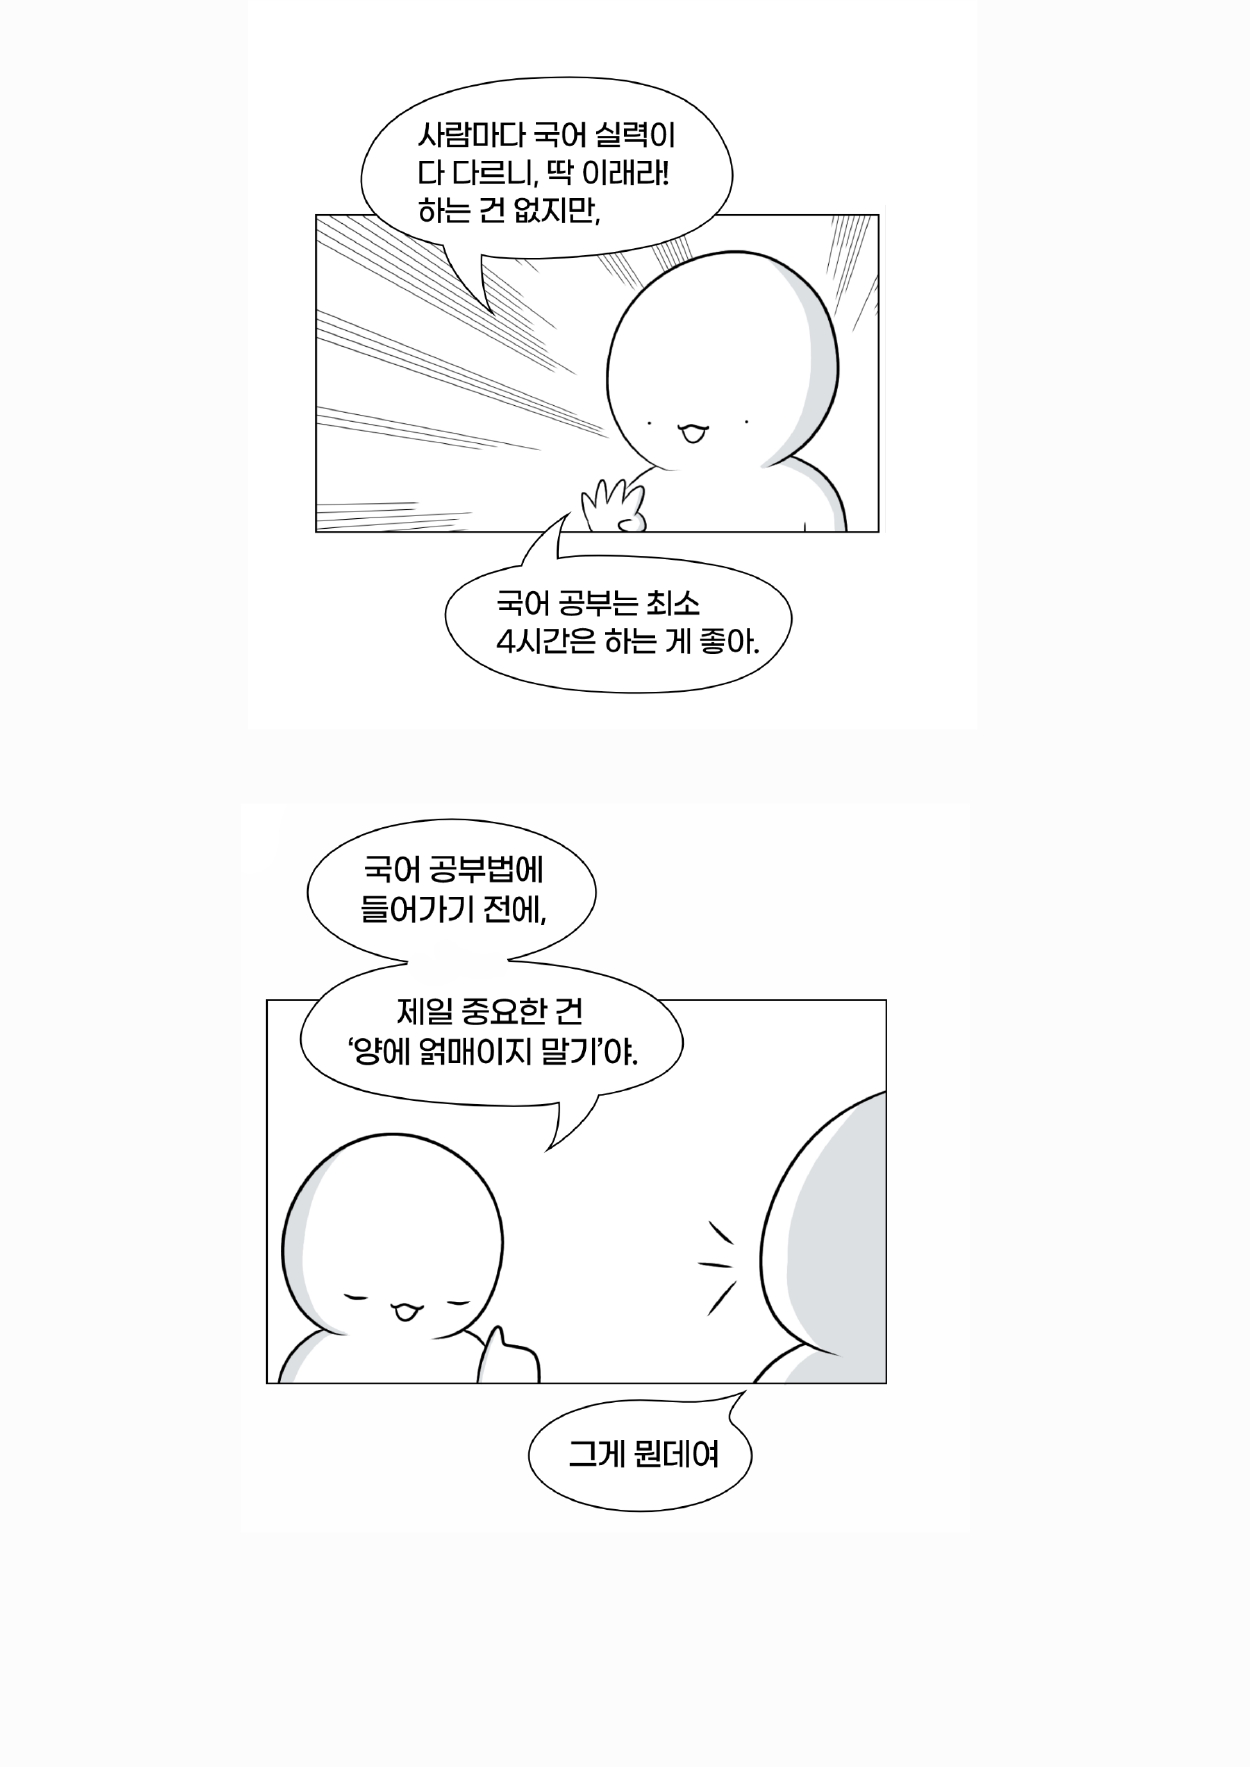 사람마다 국어 실력이
다 다르니, 딱 이래라!
하는 건 없지만,
국어 공부는 최소
4시간은 하는 게 좋아.
국어 공부법에
들어가기 전에,
제일 중요한 건
‘양에 얽매이지 말기’야.
그게 뭔데여